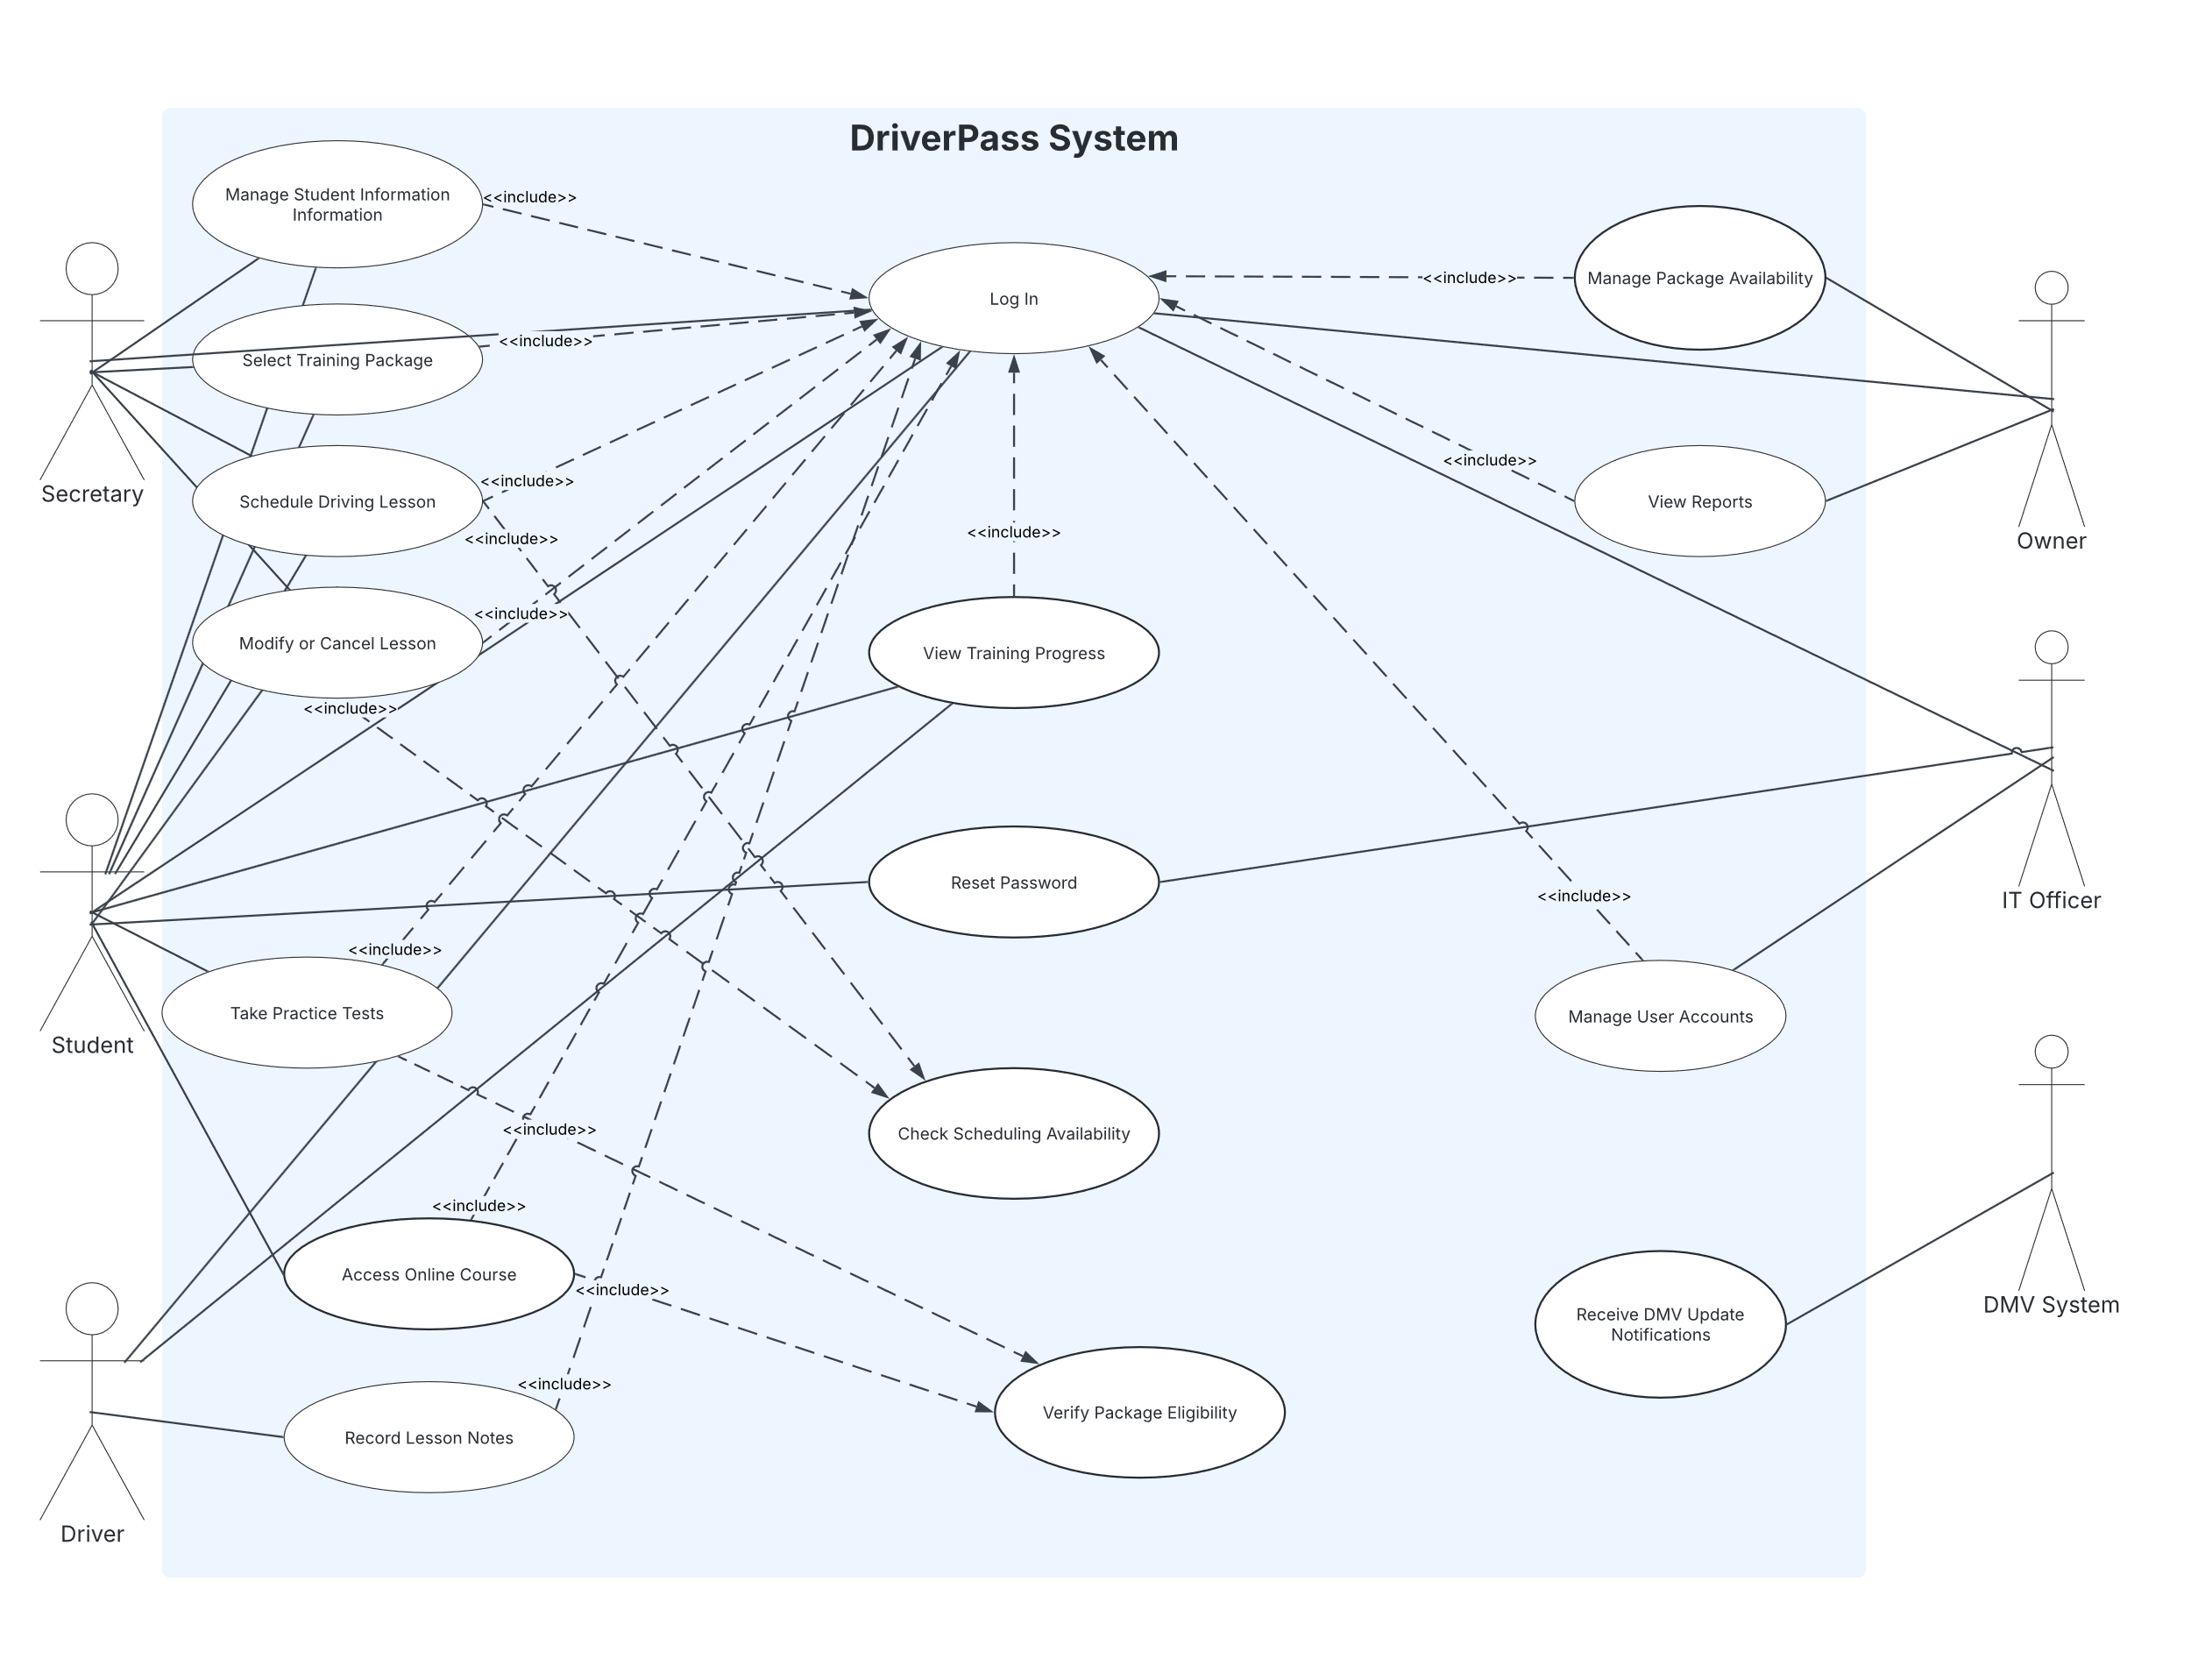 DriverPass System
Manage Student Information
Information
<<include>>
Manage Package Availability
<<include>>
Log In
<<include>>
Select Training Package
<<include>>
Secretary
<<include>>
Schedule Driving Lesson
View Reports
<<include>>
<<include>>
Owner
<<include>>
Modify or Cancel Lesson
View Training Progress
<<include>>
Reset Password
<<include>>
IT Officer
<<include>>
Take Practice Tests
Manage User Accounts
Student
<<include>>
Check Scheduling Availability
<<include>>
Access Online Course
<<include>>
DMV System
Receive DMV Update
Notifications
<<include>>
Verify Package Eligibility
Record Lesson Notes
Driver